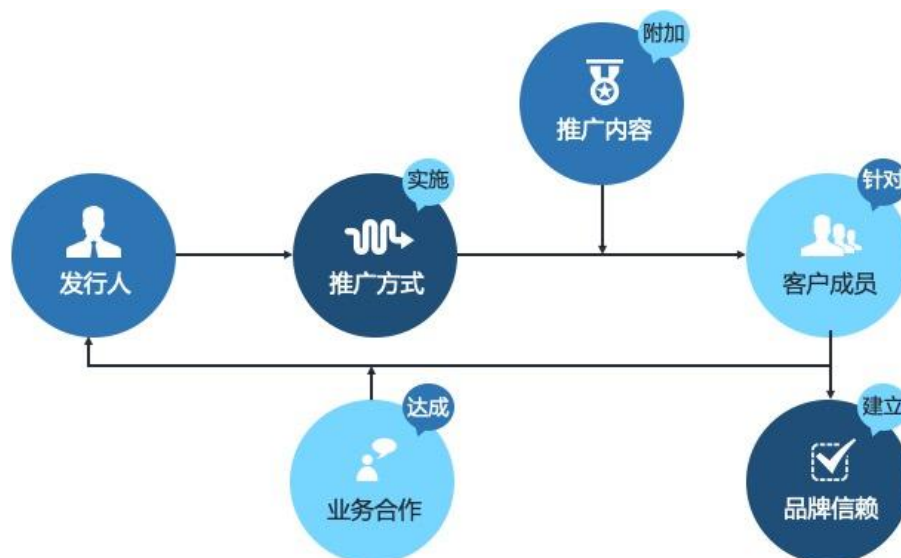 附加
推广内容
实施
针对
发行人
推广方式
客户成员
达成
建立
业务合作
品牌信赖